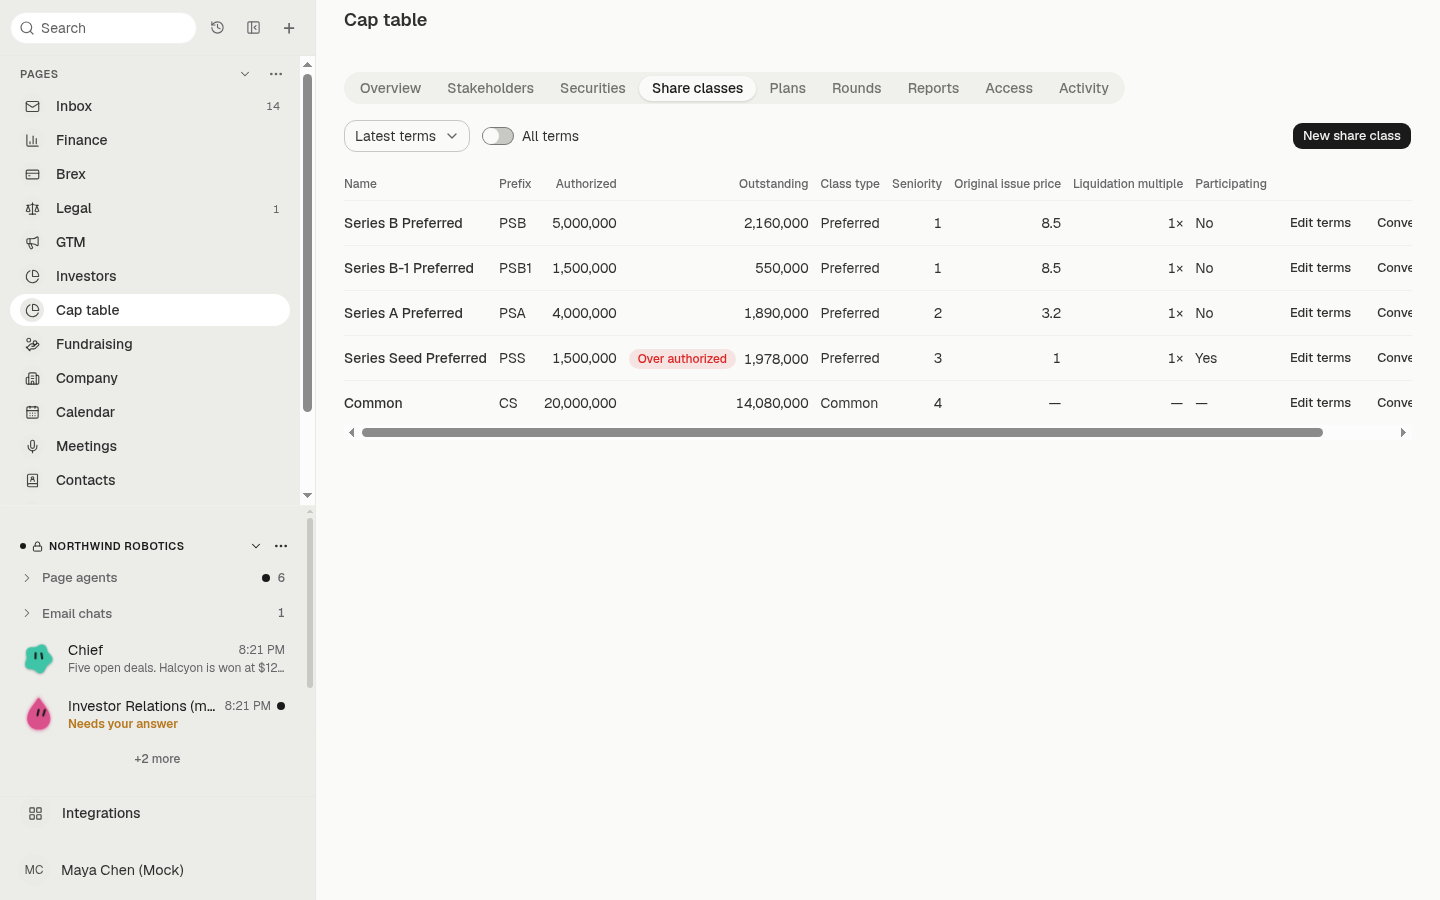 Search
PAGES
Inbox 14
Finance
Brex
Legal 1
GTM
Investors
Cap table
Fundraising
Company
Calendar
Meetings
Contacts
NORTHWIND ROBOTICS
Page agents 6
Email chats 1
Chief 8:21 PM
Five open deals. Halcyon is won at $12...
Investor Relations (m... 8:21 PM
Needs your answer
+2 more
Integrations
MC Maya Chen (Mock)
Cap table
Overview Stakeholders Securities Share classes Plans Rounds Reports Access Activity
Latest terms All terms New share class
Name Prefix Authorized Outstanding Class type Seniority Original issue price Liquidation multiple Participating
Series B Preferred PSB 5,000,000 2,160,000 Preferred 1 8.5 1× No Edit terms Conve
Series B-1 Preferred PSB1 1,500,000 550,000 Preferred 1 8.5 1× No Edit terms Conve
Series A Preferred PSA 4,000,000 1,890,000 Preferred 2 3.2 1× No Edit terms Conve
Series Seed Preferred PSS 1,500,000 Over authorized 1,978,000 Preferred 3 1 1× Yes Edit terms Conve
Common CS 20,000,000 14,080,000 Common 4 — — — Edit terms Conve